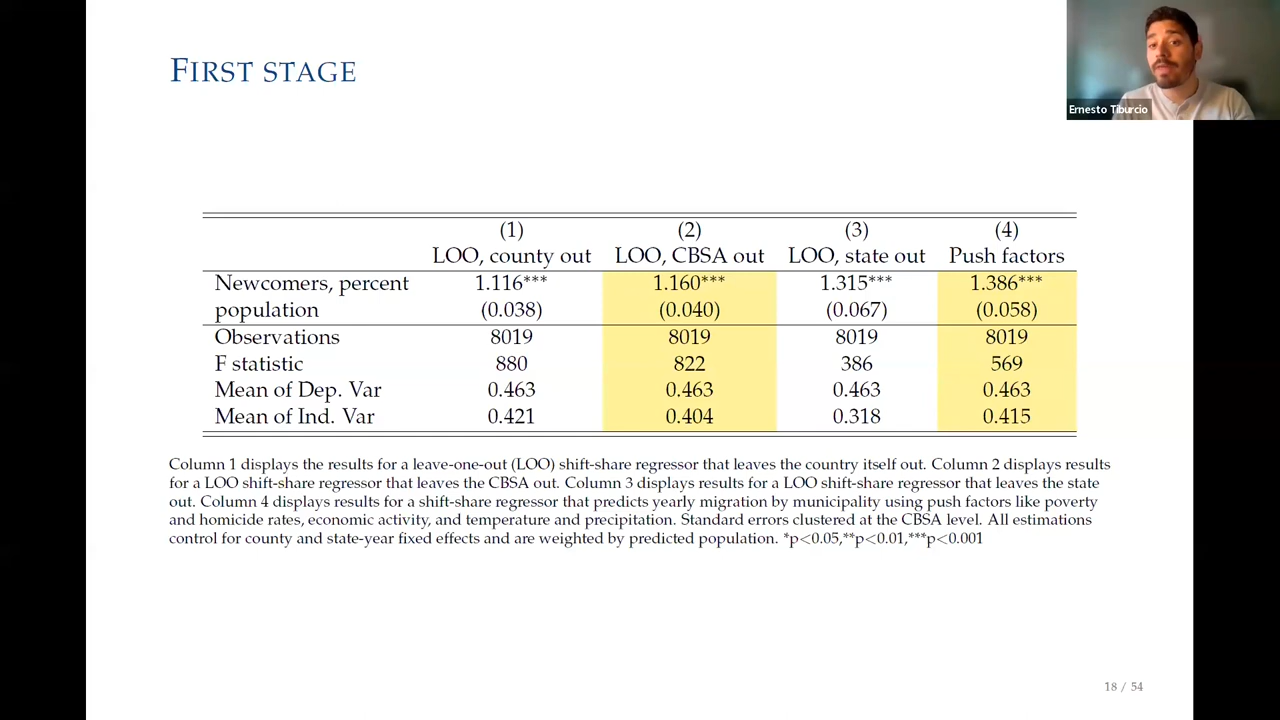 FIRST STAGE
Ernesto Tiburcio
(1) (2) (3) (4)
LOO, county out LOO, CBSA out LOO, state out Push factors
Newcomers, percent 1.116*** 1.160*** 1.315*** 1.386***
population (0.038) (0.040) (0.067) (0.058)
Observations 8019 8019 8019 8019
F statistic 880 822 386 569
Mean of Dep. Var 0.463 0.463 0.463 0.463
Mean of Ind. Var 0.421 0.404 0.318 0.415
Column 1 displays the results for a leave-one-out (LOO) shift-share regressor that leaves the country itself out. Column 2 displays results
for a LOO shift-share regressor that leaves the CBSA out. Column 3 displays results for a LOO shift-share regressor that leaves the state
out. Column 4 displays results for a shift-share regressor that predicts yearly migration by municipality using push factors like poverty
and homicide rates, economic activity, and temperature and precipitation. Standard errors clustered at the CBSA level. All estimations
control for county and state-year fixed effects and are weighted by predicted population. *p<0.05,**p<0.01,***p<0.001
18 / 54